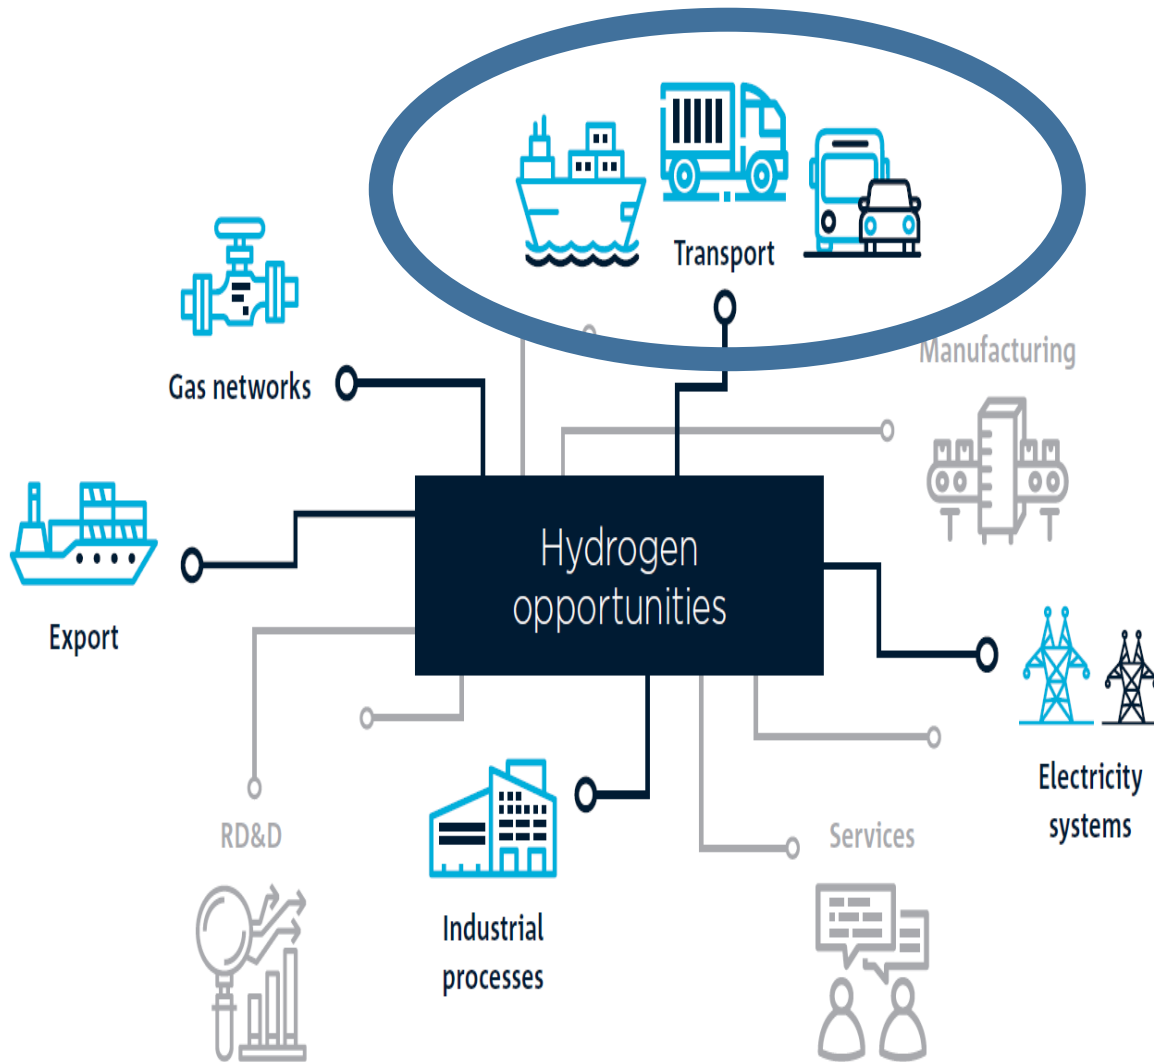 Transport
Manufacturing
Gas networks
Hydrogen
opportunities
Export
Electricity
systems
RD&D
Services
Industrial
processes